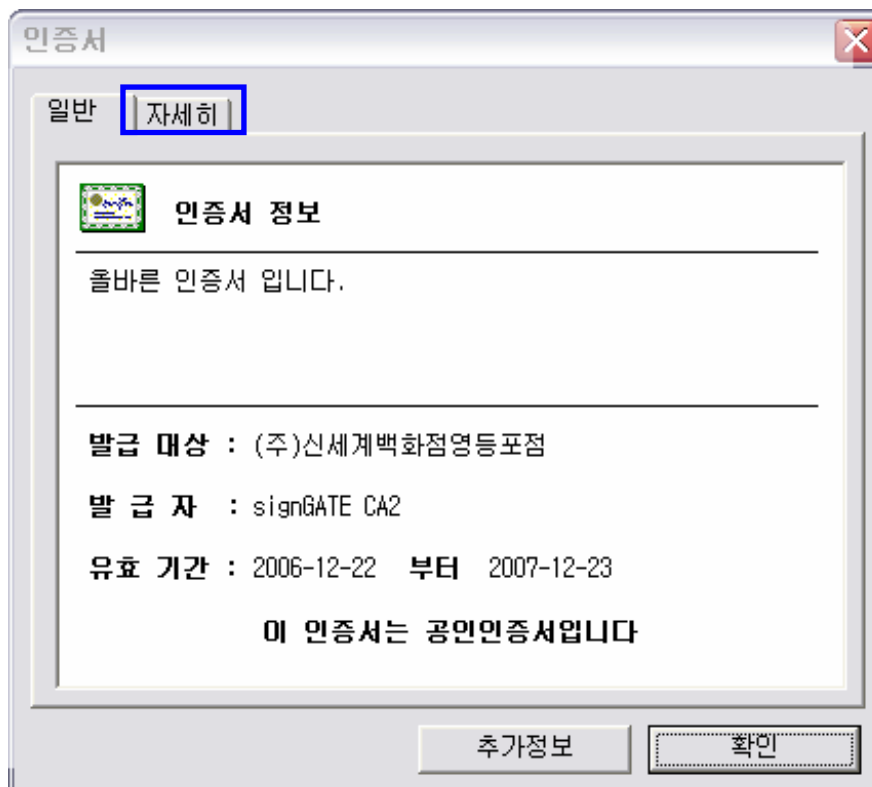 인증서
일반 자세히
인증서 정보
올바른 인증서 입니다.
발급 대상 : (주)신세계백화점영등포점
발 급 자 : signGATE CA2
유효 기간 : 2006-12-22 부터 2007-12-23
이 인증서는 공인인증서입니다
추가정보 확인